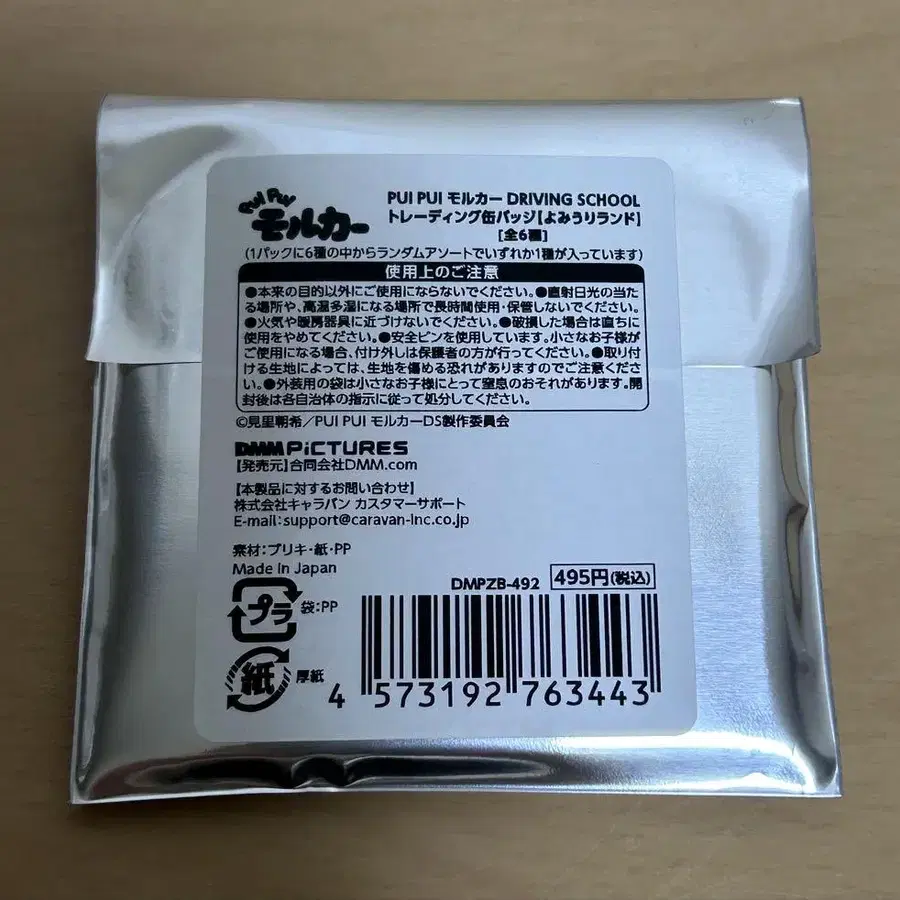 PUI PUI
モルカー
PUI PUI モルカー DRIVING SCHOOL
トレーディング缶バッジ【よみうりランド】
[全6種]
(1パックに6種の中からランダムアソートでいずれか1種が入っています)
使用上のご注意
●本来の目的以外にご使用にならないでください。●直射日光の当た
る場所や、高温多湿になる場所で長時間使用・保管しないでください。
●火気や暖房器具に近づけないでください。●破損した場合は直ちに
使用をやめてください。●安全ピンを使用しています。小さなお子様が
ご使用になる場合、付け外しは保護者の方が行ってください。●取り付
ける生地によっては、生地を傷める恐れがありますのでご注意くださ
い。●外装用の袋は小さなお子様にとって窒息のおそれがあります。開
封後は各自治体の指示に従って処分してください。
©見里朝希／PUI PUI モルカーDS製作委員会
DMM PiCTURES
【発売元】合同会社DMM.com
【本製品に対するお問い合わせ】
株式会社キャラバン カスタマーサポート
E-mail:support@caravan-inc.co.jp
素材:ブリキ・紙・PP
Made In Japan
DMPZB-492 495円(税込)
プラ 袋:PP
紙 厚紙
4 573192 763443